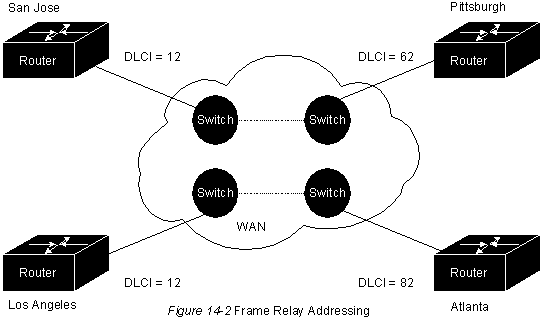 San Jose
Pittsburgh
Router
DLCI = 12
DLCI = 62
Router
Switch
Switch
Switch
Switch
WAN
Router
DLCI = 12
DLCI = 82
Router
Los Angeles
Figure 14-2 Frame Relay Addressing
Atlanta